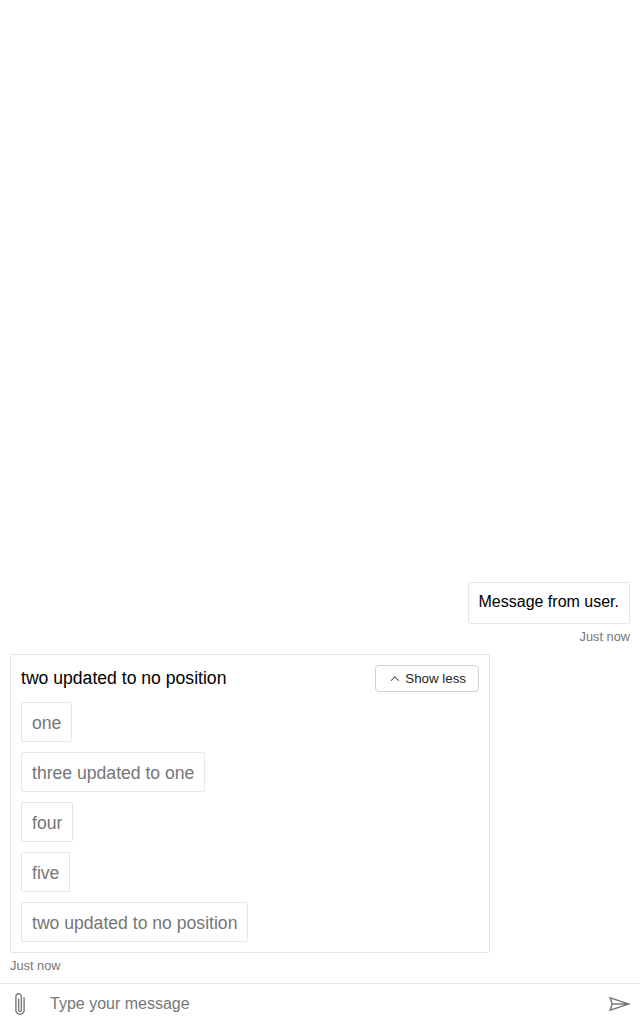 Message from user.
Just now
two updated to no position
Show less
one
three updated to one
four
five
two updated to no position
Just now
Type your message